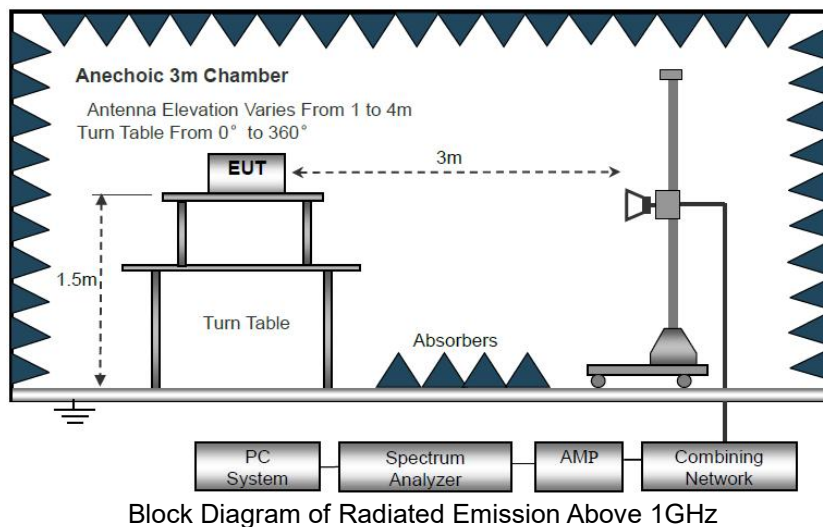 Anechoic 3m Chamber
Antenna Elevation Varies From 1 to 4m
Turn Table From 0° to 360°
EUT
3m
1.5m
Turn Table
Absorbers
PC
System
Spectrum
Analyzer
AMP
Combining
Network
Block Diagram of Radiated Emission Above 1GHz